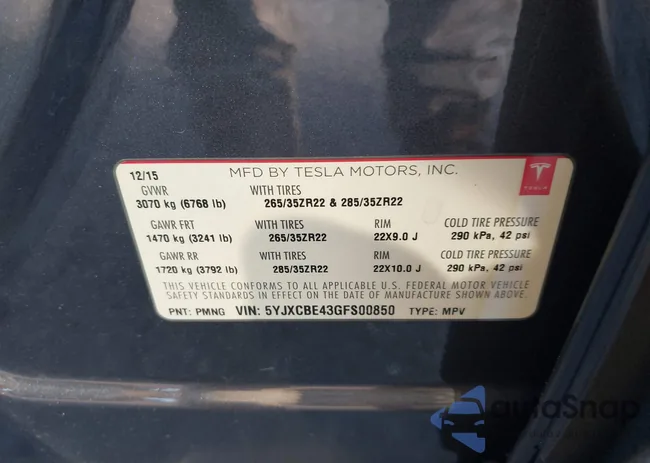 12/15 MFD BY TESLA MOTORS, INC.
GVWR WITH TIRES
3070 kg (6768 lb) 265/35ZR22 & 285/35ZR22
GAWR FRT WITH TIRES RIM COLD TIRE PRESSURE
1470 kg (3241 lb) 265/35ZR22 22X9.0 J 290 kPa, 42 psi
GAWR RR WITH TIRES RIM COLD TIRE PRESSURE
1720 kg (3792 lb) 285/35ZR22 22X10.0 J 290 kPa, 42 psi
THIS VEHICLE CONFORMS TO ALL APPLICABLE U.S. FEDERAL MOTOR VEHICLE
SAFETY STANDARDS IN EFFECT ON THE DATE OF MANUFACTURE SHOWN ABOVE.
PNT: PMNG VIN: 5YJXCBE43GFS00850 TYPE: MPV
TESLA
autoSnap